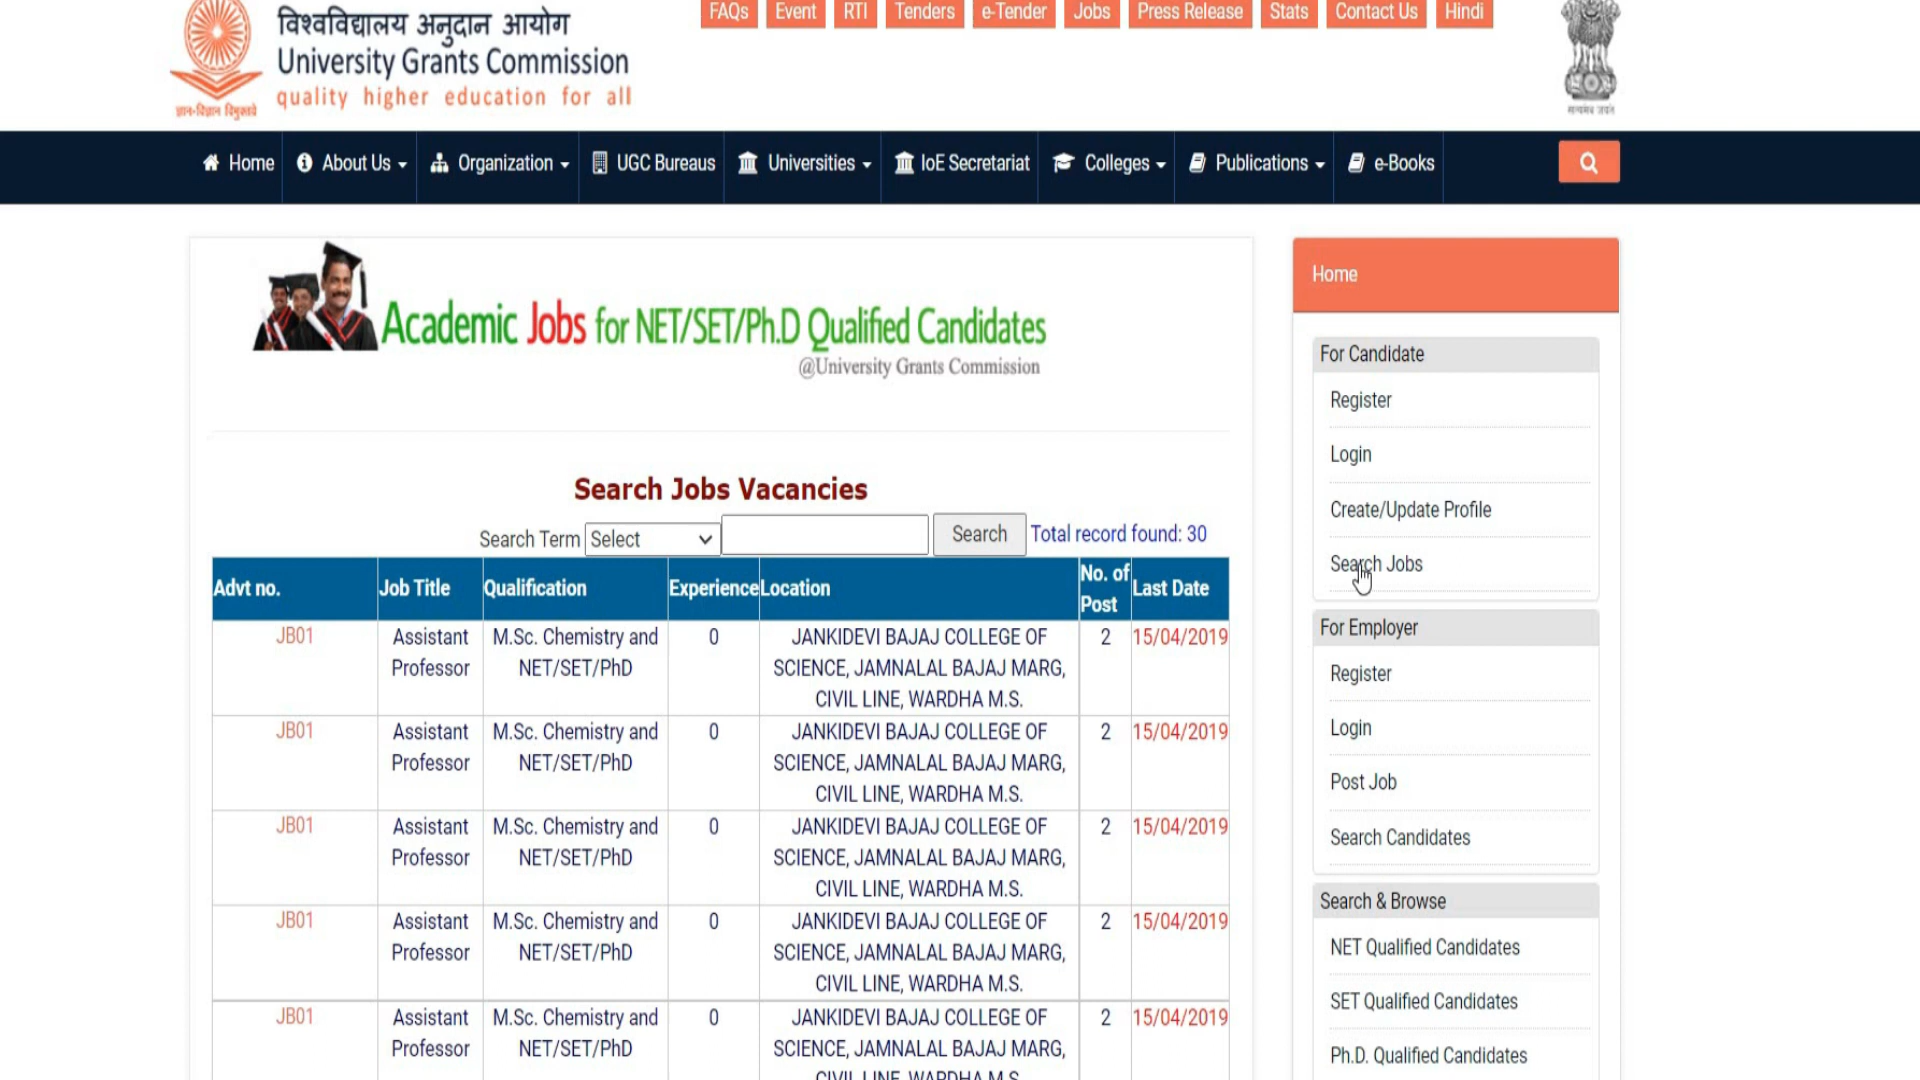 विश्वविद्यालय अनुदान आयोग
University Grants Commission
quality higher education for all
ज्ञान-विज्ञान विमुक्तये
FAQs Event RTI Tenders e-Tender Jobs Press Release Stats Contact Us Hindi
सत्यमेव जयते
Home About Us Organization UGC Bureaus Universities IoE Secretariat Colleges Publications e-Books
Academic Jobs for NET/SET/Ph.D Qualified Candidates
@University Grants Commission
Search Jobs Vacancies
Search Term Select Search Total record found: 30
Advt no. Job Title Qualification Experience Location No. of Post Last Date
JB01 Assistant M.Sc. Chemistry and 0 JANKIDEVI BAJAJ COLLEGE OF 2 15/04/2019
Professor NET/SET/PhD SCIENCE, JAMNALAL BAJAJ MARG,
CIVIL LINE, WARDHA M.S.
JB01 Assistant M.Sc. Chemistry and 0 JANKIDEVI BAJAJ COLLEGE OF 2 15/04/2019
Professor NET/SET/PhD SCIENCE, JAMNALAL BAJAJ MARG,
CIVIL LINE, WARDHA M.S.
JB01 Assistant M.Sc. Chemistry and 0 JANKIDEVI BAJAJ COLLEGE OF 2 15/04/2019
Professor NET/SET/PhD SCIENCE, JAMNALAL BAJAJ MARG,
CIVIL LINE, WARDHA M.S.
JB01 Assistant M.Sc. Chemistry and 0 JANKIDEVI BAJAJ COLLEGE OF 2 15/04/2019
Professor NET/SET/PhD SCIENCE, JAMNALAL BAJAJ MARG,
CIVIL LINE, WARDHA M.S.
JB01 Assistant M.Sc. Chemistry and 0 JANKIDEVI BAJAJ COLLEGE OF 2 15/04/2019
Professor NET/SET/PhD SCIENCE, JAMNALAL BAJAJ MARG,
CIVIL LINE, WARDHA M.S.
Home
For Candidate
Register
Login
Create/Update Profile
Search Jobs
For Employer
Register
Login
Post Job
Search Candidates
Search & Browse
NET Qualified Candidates
SET Qualified Candidates
Ph.D. Qualified Candidates